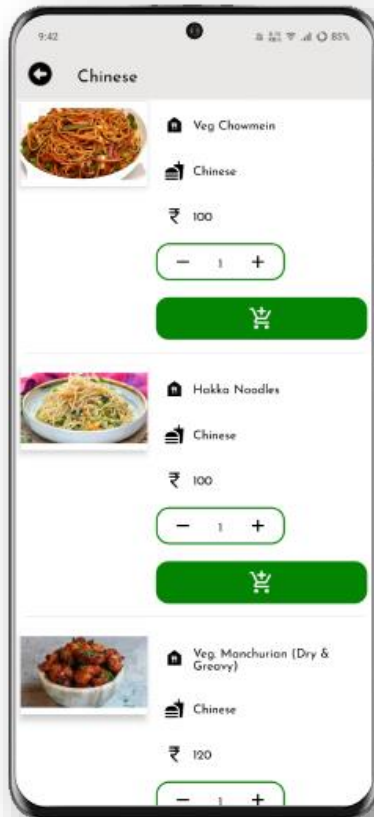 9:42
85%
Chinese
Veg Chowmein
Chinese
₹ 100
− 1 +
Hakka Noodles
Chinese
₹ 100
− 1 +
Veg. Manchurian (Dry &
Greavy)
Chinese
₹ 120
− 1 +